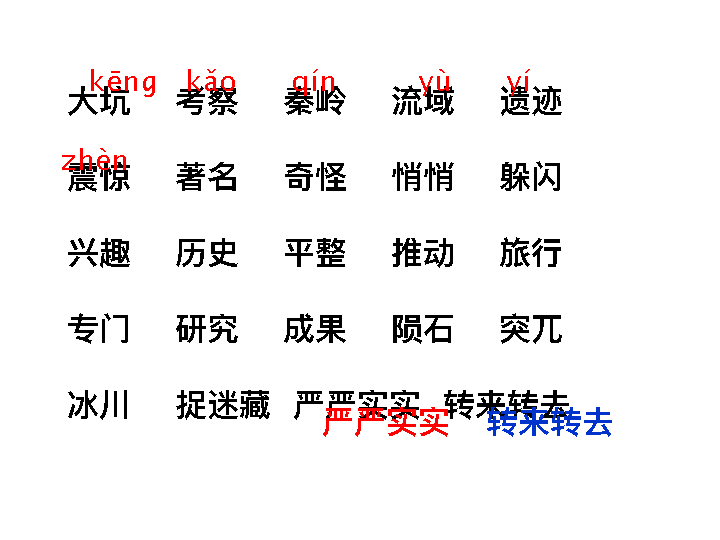 kēng kǎo qín yù yí
大坑 考察 秦岭 流域 遗迹
zhèn
震惊 著名 奇怪 悄悄 躲闪
兴趣 历史 平整 推动 旅行
专门 研究 成果 陨石 突兀
冰川 捉迷藏 严严实实 转来转去
严严实实 转来转去